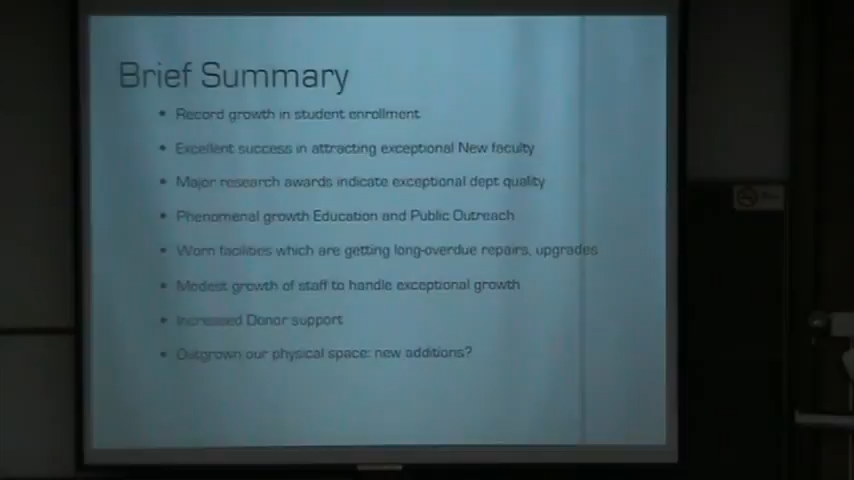 Brief Summary
• Record growth in student enrollment
• Excellent success in attracting exceptional New faculty
• Major research awards indicate exceptional dept quality
• Phenomenal growth Education and Public Outreach
• Worn facilities which are getting long-overdue repairs, upgrades
• Modest growth of staff to handle exceptional growth
• Increased Donor support
• Outgrown our physical space: new additions?